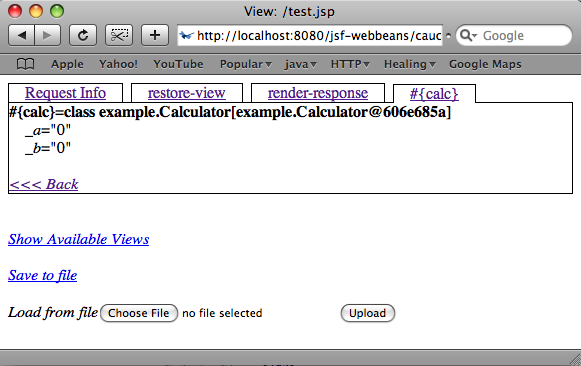 View: /test.jsp
http://localhost:8080/jsf-webbeans/cauc
Google
Apple Yahoo! YouTube Popular java HTTP Healing Google Maps
Request Info restore-view render-response #{calc}
#{calc}=class example.Calculator[example.Calculator@606e685a]
_a="0"
_b="0"
<<< Back
Show Available Views
Save to file
Load from file Choose File no file selected Upload